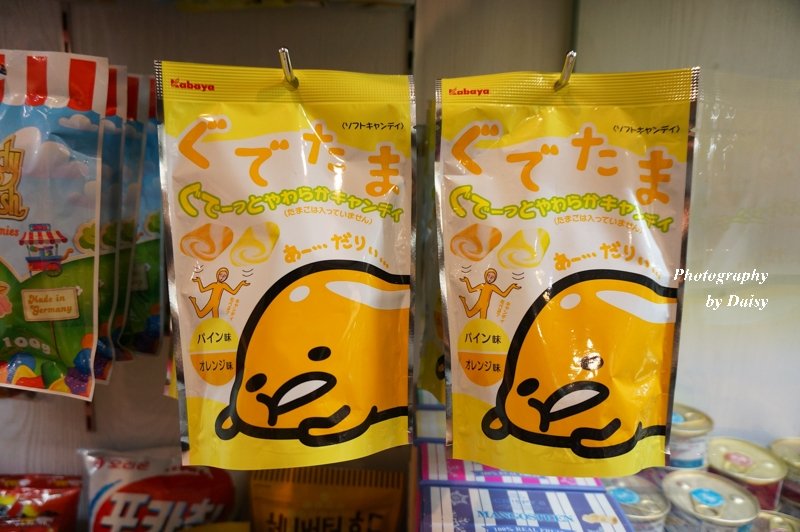 Kabaya
〈ソフトキャンディ〉
ぐでたま
ぐでーっとやわらかキャンディ
(たまごは入っていません)
あー…だりぃ…
パイン味
オレンジ味
Kabaya
〈ソフトキャンディ〉
ぐでたま
ぐでーっとやわらかキャンディ
(たまごは入っていません)
あー…だりぃ…
パイン味
オレンジ味
Photography
by Daisy
Made in
Germany
100g
포카칩